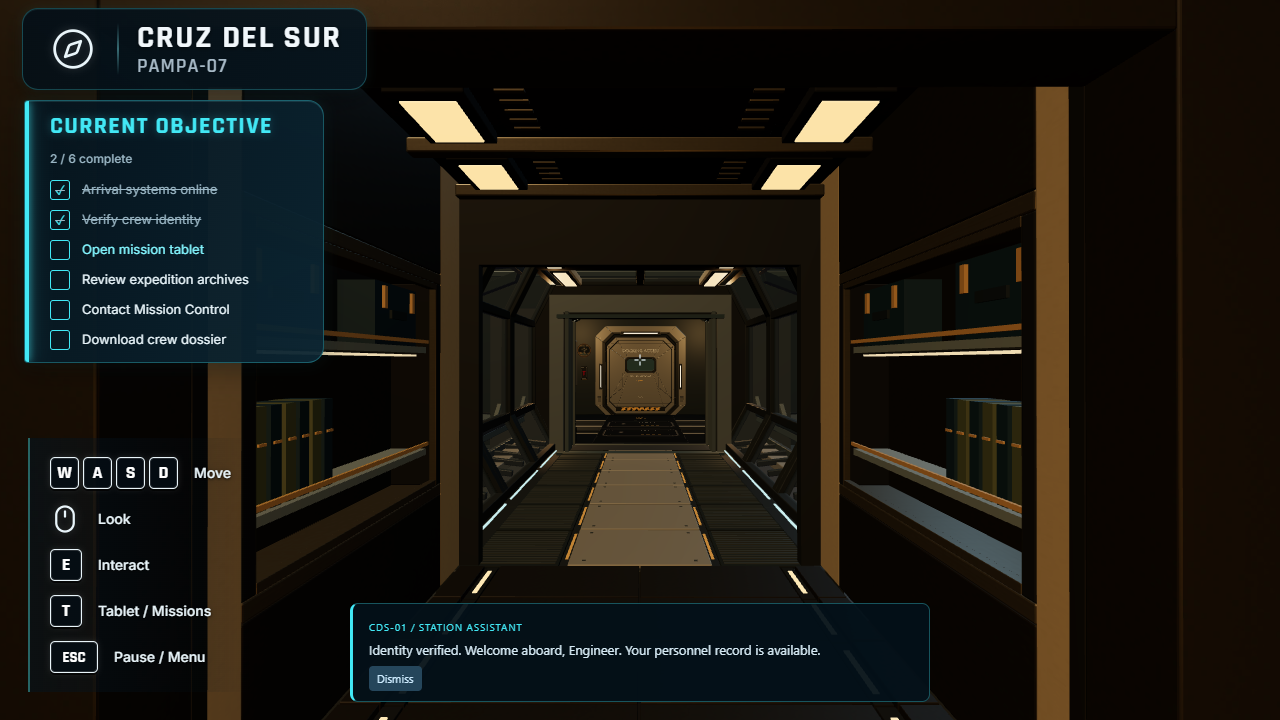 CRUZ DEL SUR
PAMPA-07
CURRENT OBJECTIVE
2 / 6 complete
Arrival systems online
Verify crew identity
Open mission tablet
Review expedition archives
Contact Mission Control
Download crew dossier
W A S D Move
Look
E Interact
T Tablet / Missions
ESC Pause / Menu
CDS-01 / STATION ASSISTANT
Identity verified. Welcome aboard, Engineer. Your personnel record is available.
Dismiss